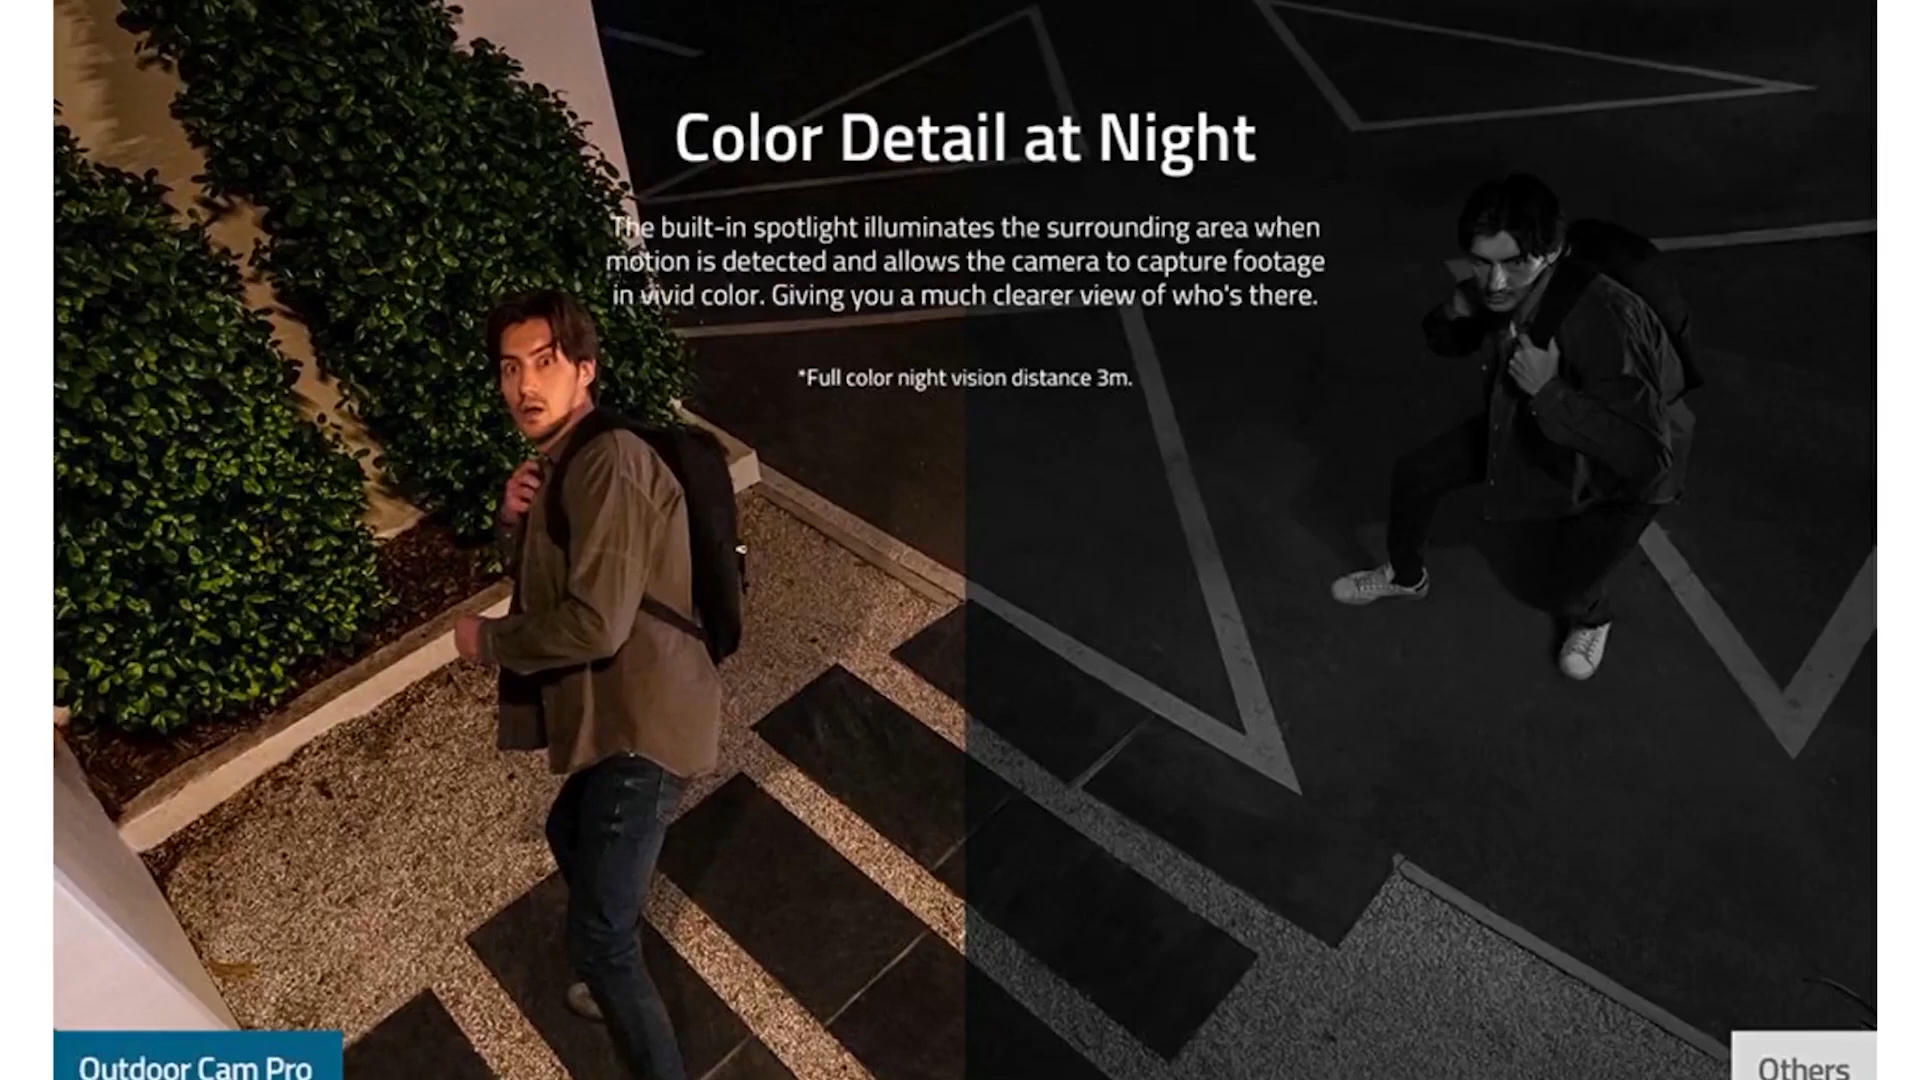 Color Detail at Night
The built-in spotlight illuminates the surrounding area when
motion is detected and allows the camera to capture footage
in vivid color. Giving you a much clearer view of who's there.
*Full color night vision distance 3m.
Outdoor Cam Pro
Others